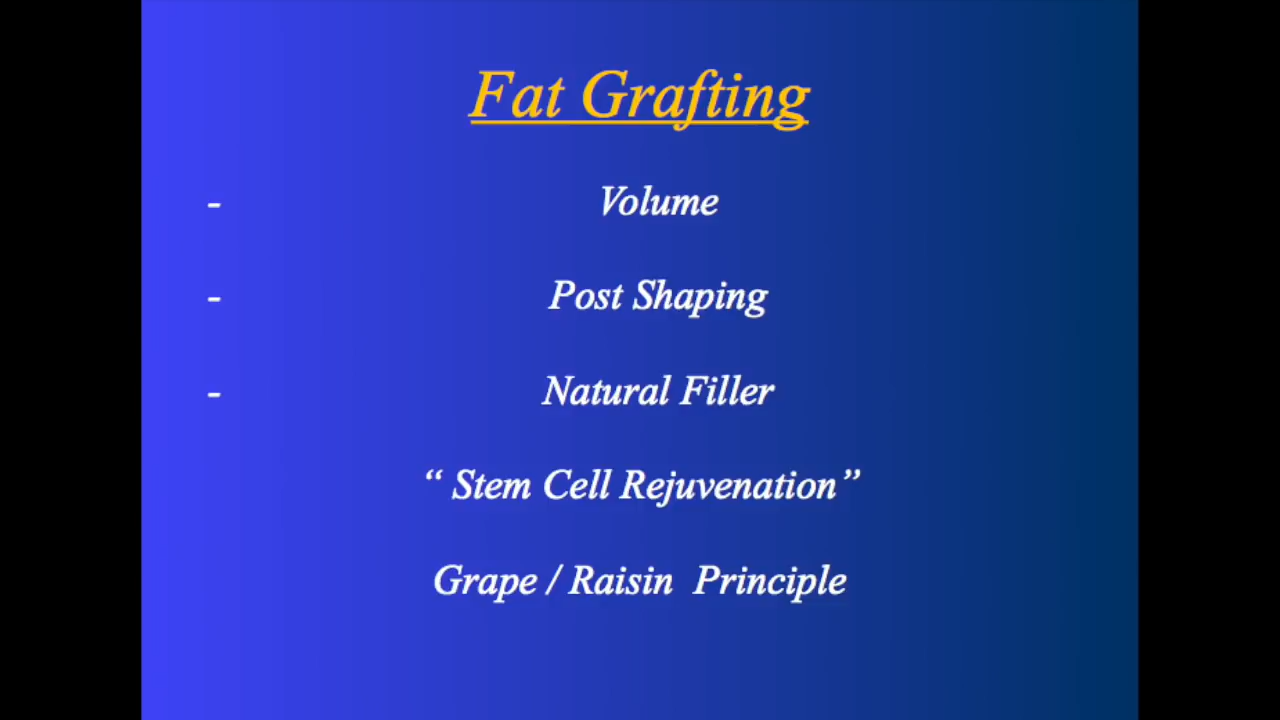 Fat Grafting
- Volume
- Post Shaping
- Natural Filler
“ Stem Cell Rejuvenation”
Grape / Raisin Principle